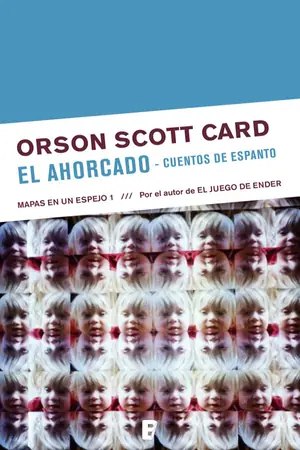 ORSON SCOTT CARD
EL AHORCADO - CUENTOS DE ESPANTO
MAPAS EN UN ESPEJO 1 /// Por el autor de EL JUEGO DE ENDER
B